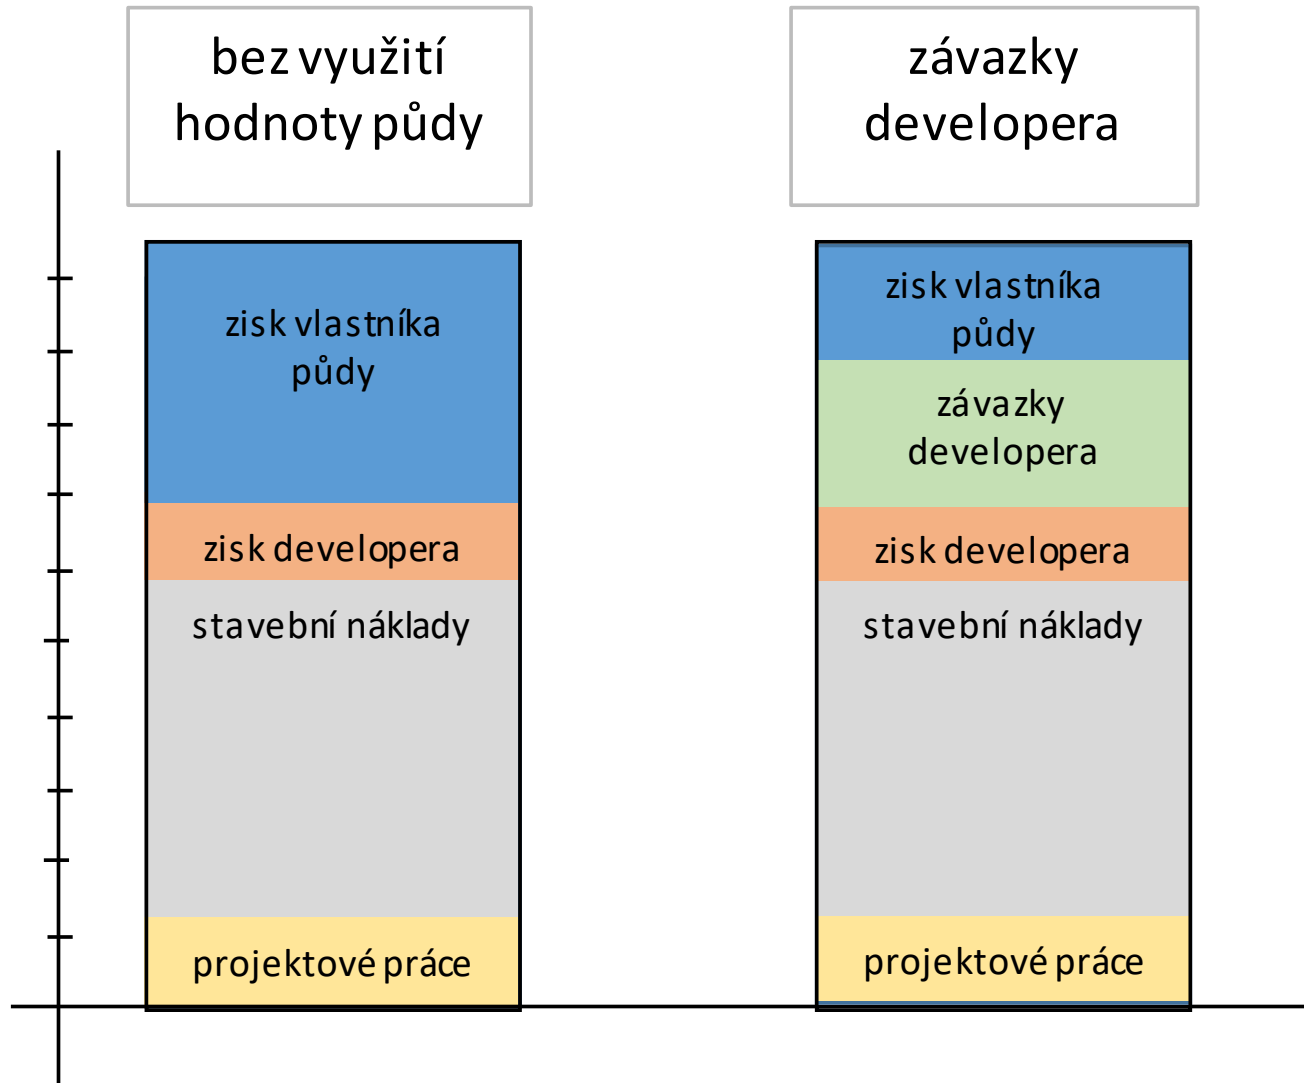 bez využití
hodnoty půdy
závazky
developera
zisk vlastníka
půdy
zisk developera
stavební náklady
projektové práce
zisk vlastníka
půdy
závazky
developera
zisk developera
stavební náklady
projektové práce